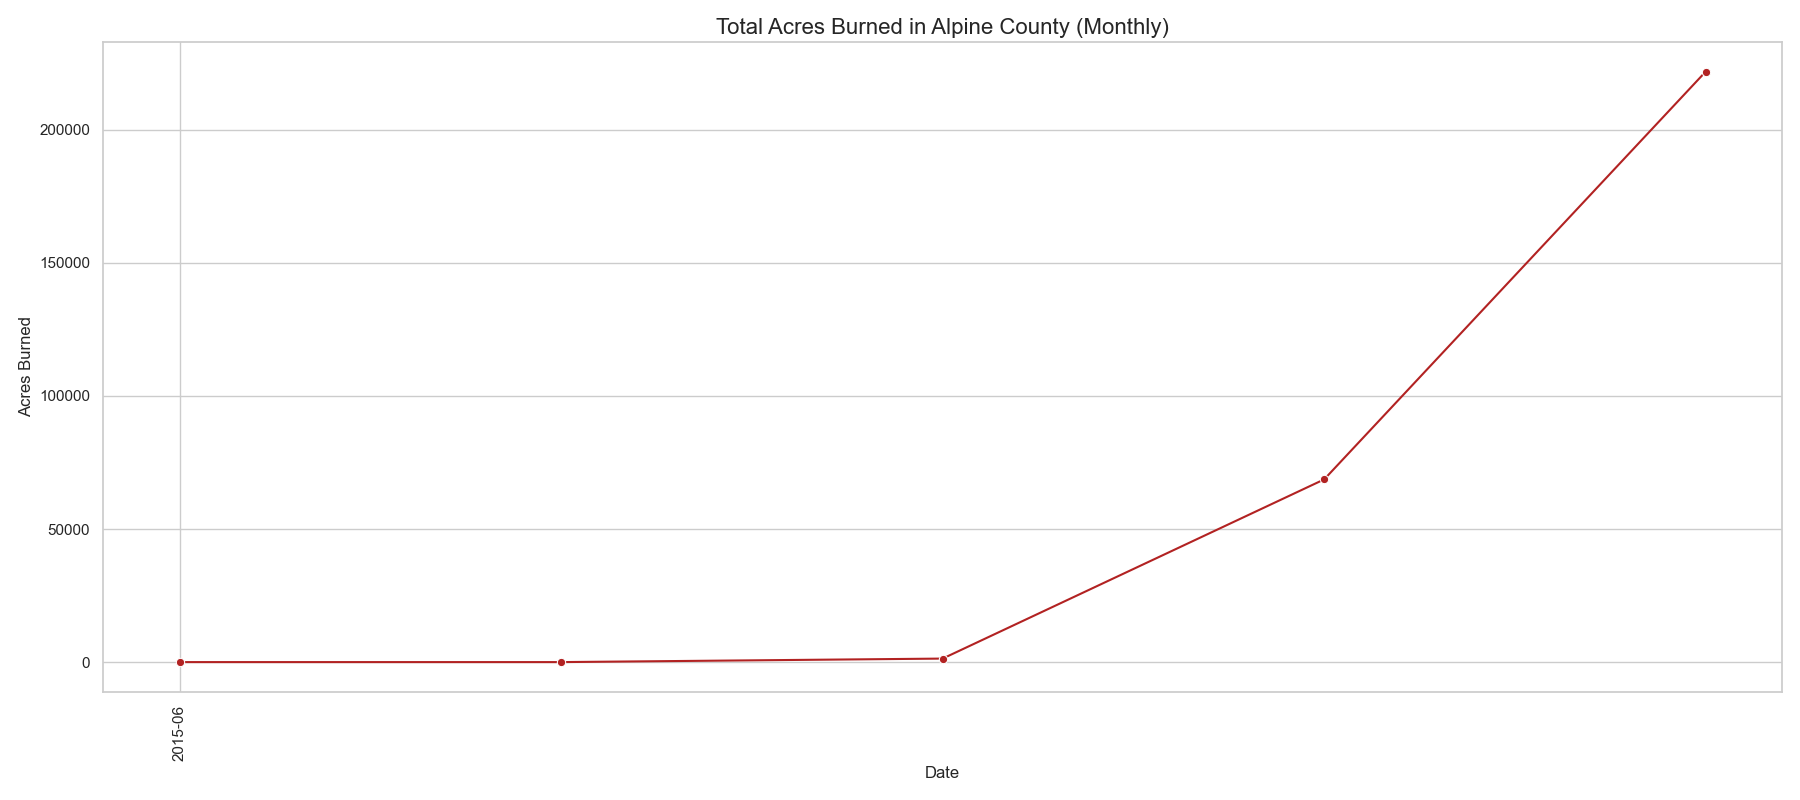 Total Acres Burned in Alpine County (Monthly)
200000
150000
100000
50000
0
Acres Burned
2015-06
Date